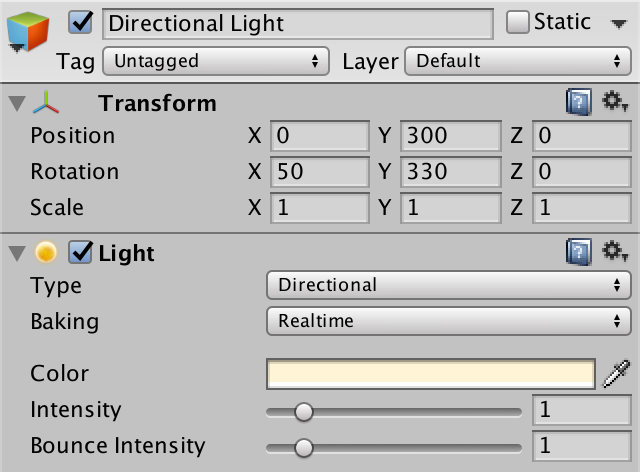 Directional Light Static
Tag Untagged Layer Default
Transform
Position X 0 Y 300 Z 0
Rotation X 50 Y 330 Z 0
Scale X 1 Y 1 Z 1
Light
Type Directional
Baking Realtime
Color
Intensity 1
Bounce Intensity 1